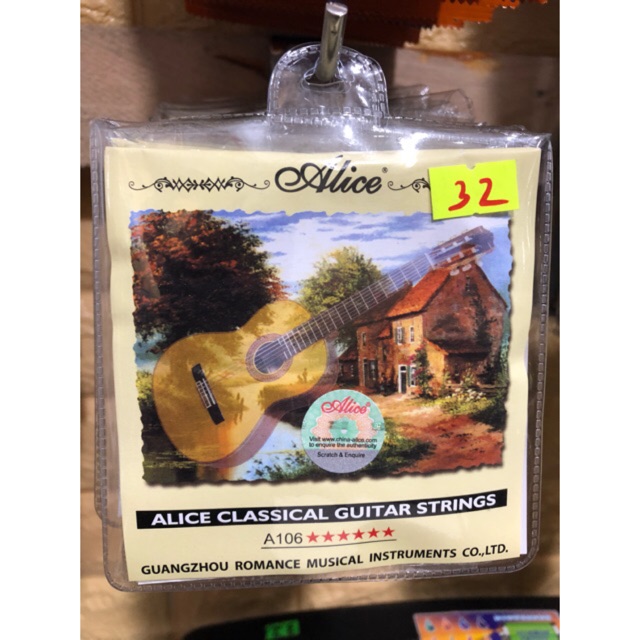 Alice®
32
Alice®
Visit www.china-alice.com
to enquire the authenticity
Scratch & Enquire
ALICE CLASSICAL GUITAR STRINGS
A106★★★★★★
GUANGZHOU ROMANCE MUSICAL INSTRUMENTS CO.,LTD.